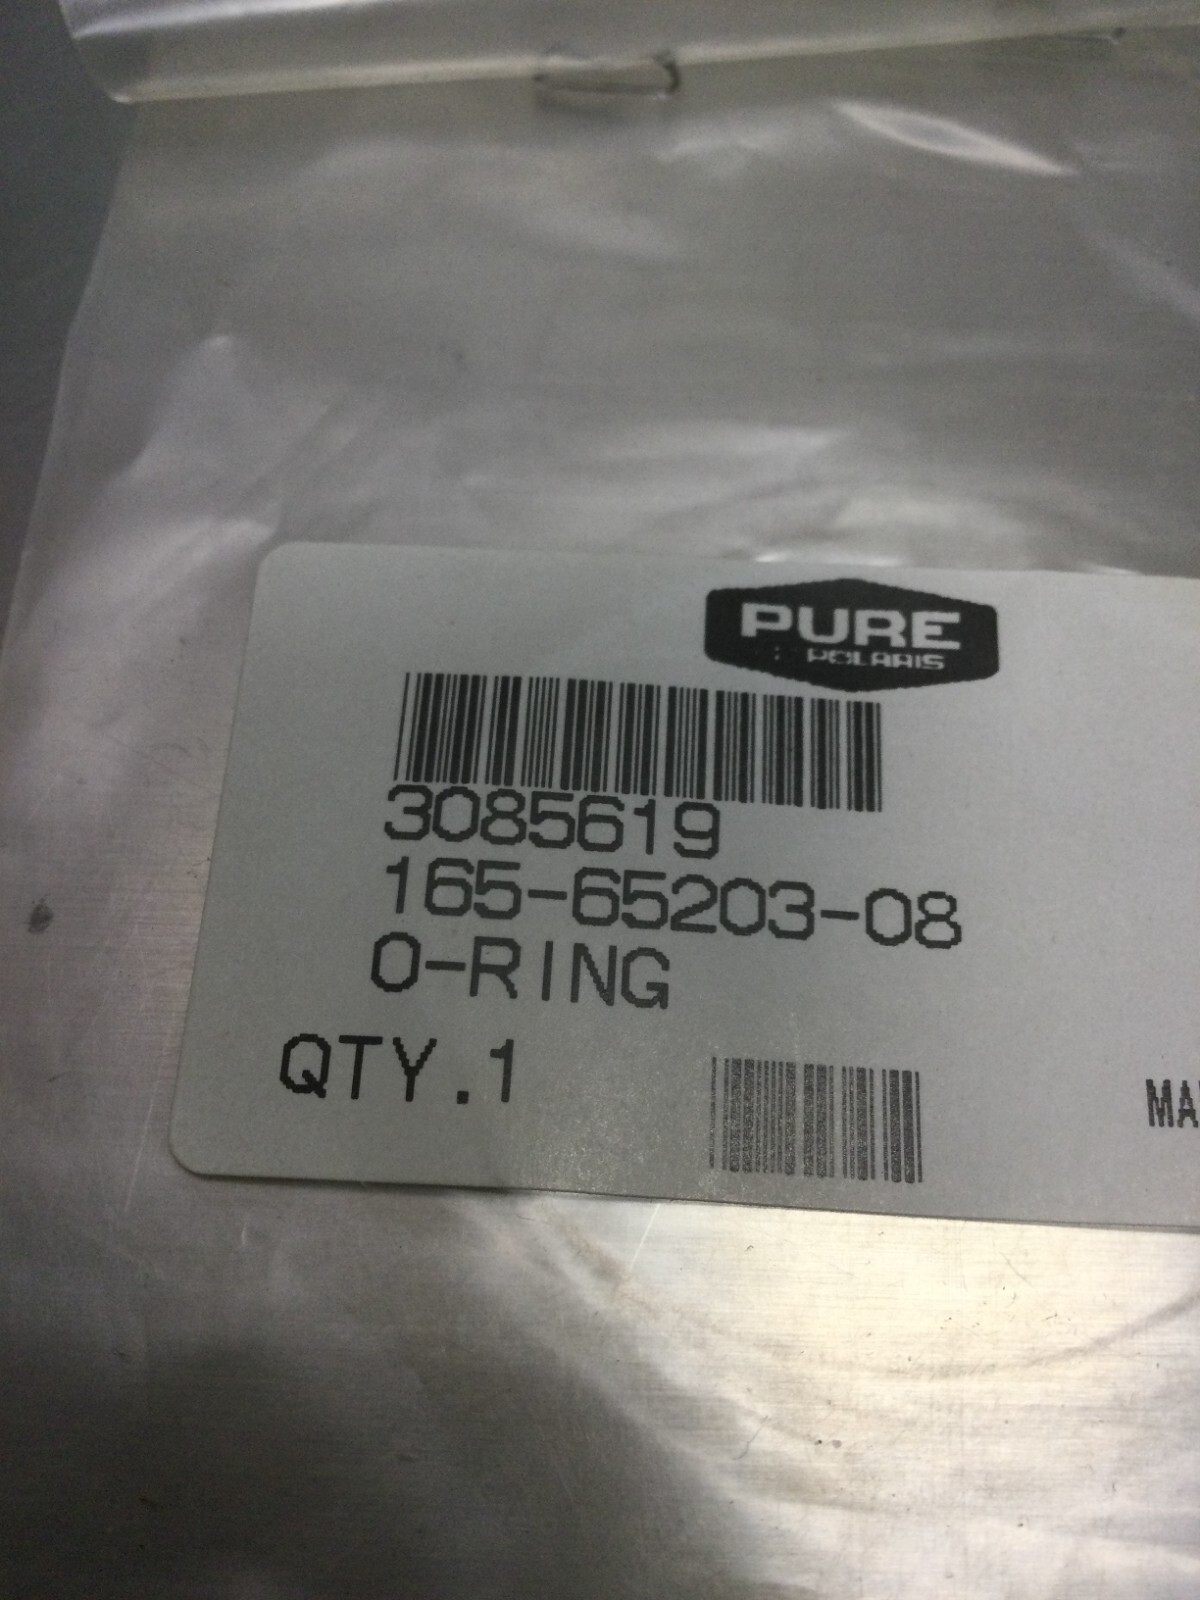 PURE
POLARIS
3085619
165-65203-08
O-RING
QTY.1